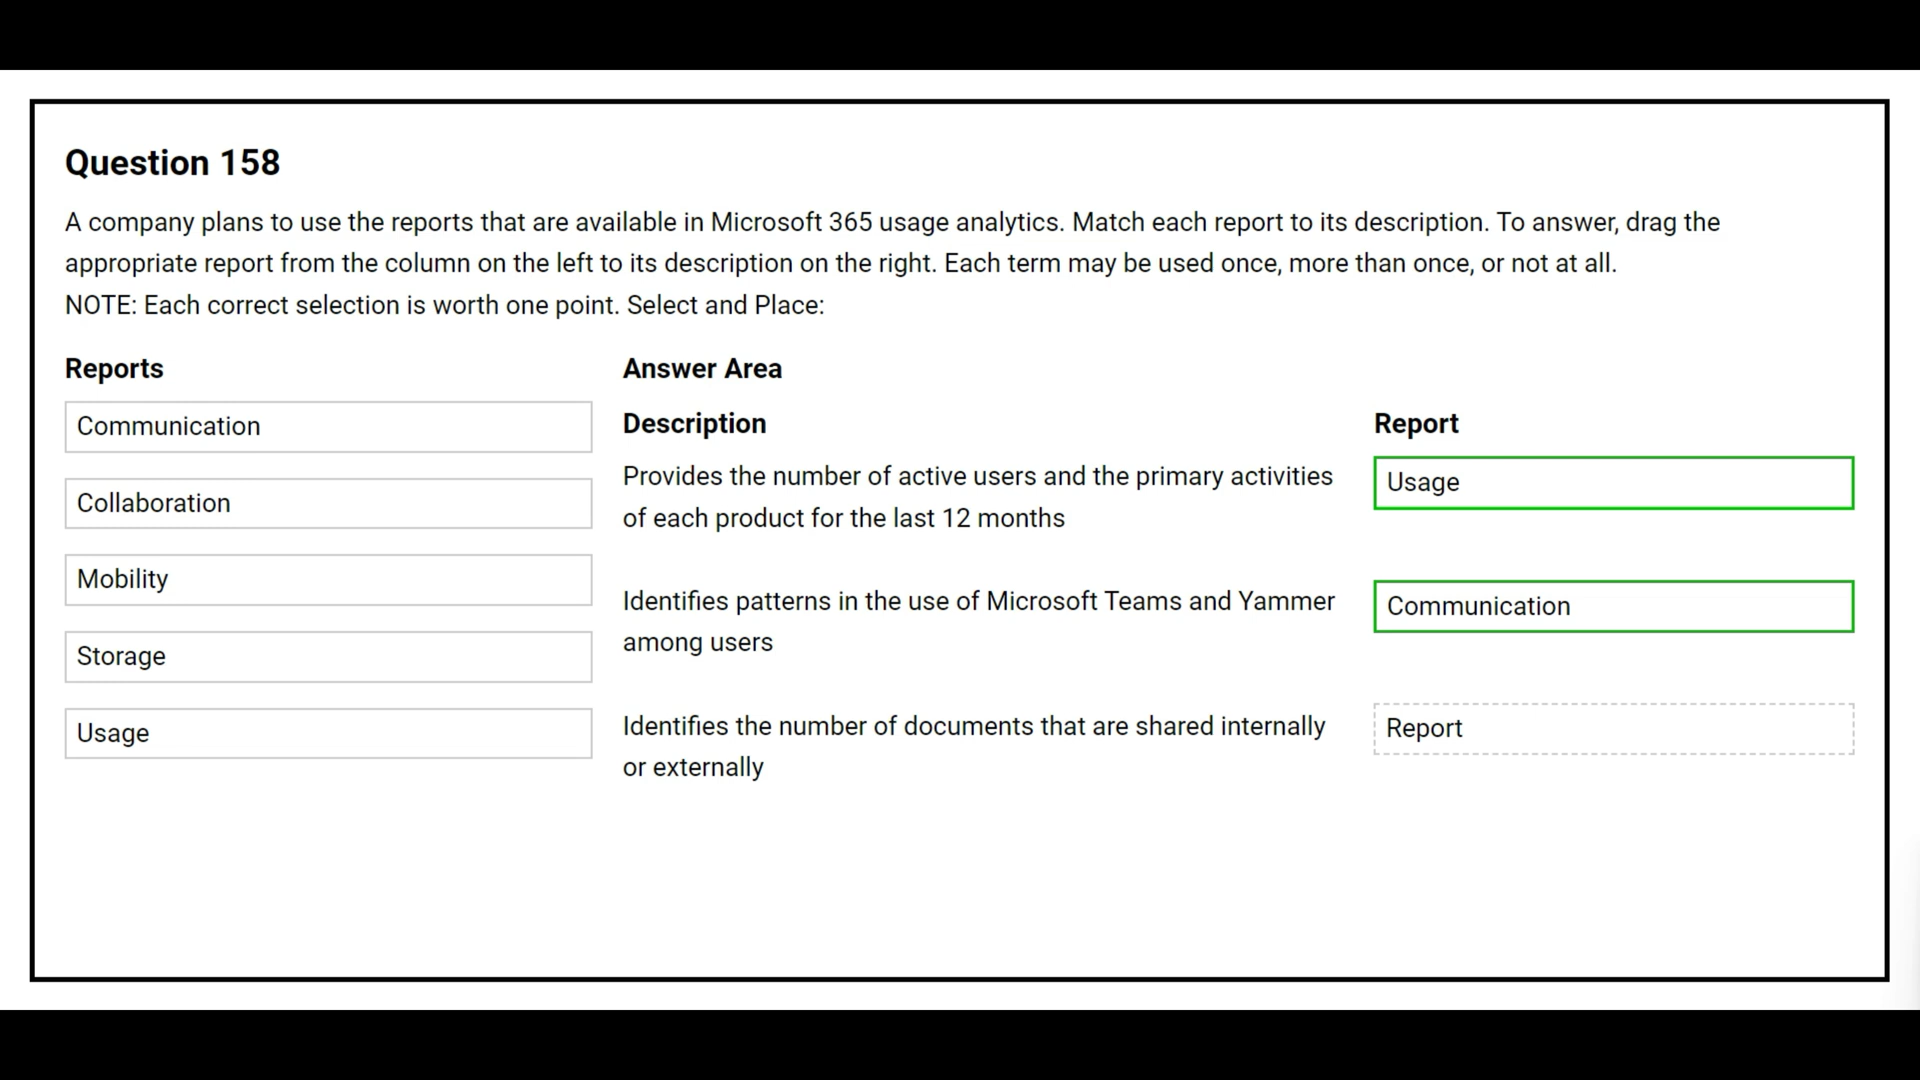 Question 158
A company plans to use the reports that are available in Microsoft 365 usage analytics. Match each report to its description. To answer, drag the
appropriate report from the column on the left to its description on the right. Each term may be used once, more than once, or not at all.
NOTE: Each correct selection is worth one point. Select and Place:
Reports
Communication
Collaboration
Mobility
Storage
Usage
Answer Area
Description
Report
Provides the number of active users and the primary activities
of each product for the last 12 months
Usage
Identifies patterns in the use of Microsoft Teams and Yammer
among users
Communication
Identifies the number of documents that are shared internally
or externally
Report